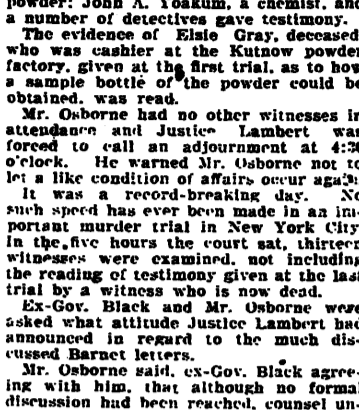 powder: John A. Yoakum, a chemist, and
a number of detectives gave testimony.
The evidence of Elsie Gray, deceased
who was cashier at the Kutnow powder
factory, given at the first trial, as to how
a sample bottle of the powder could be
obtained, was read.
Mr. Osborne had no other witnesses in
attendance and Justice Lambert was
forced to call an adjournment at 4:30
o'clock. He warned Mr. Osborne not to
let a like condition of affairs occur again.
It was a record-breaking day. No
such speed has ever been made in an im-
portant murder trial in New York City
In the five hours the court sat, thirteen
witnesses were examined, not including
the reading of testimony given at the last
trial by a witness who is now dead.
Ex-Gov. Black and Mr. Osborne were
asked what attitude Justice Lambert had
announced in regard to the much dis-
cussed Barnet letters.
Mr. Osborne said, ex-Gov. Black agree-
ing with him, that although no formal
discussion had been reached, counsel un-